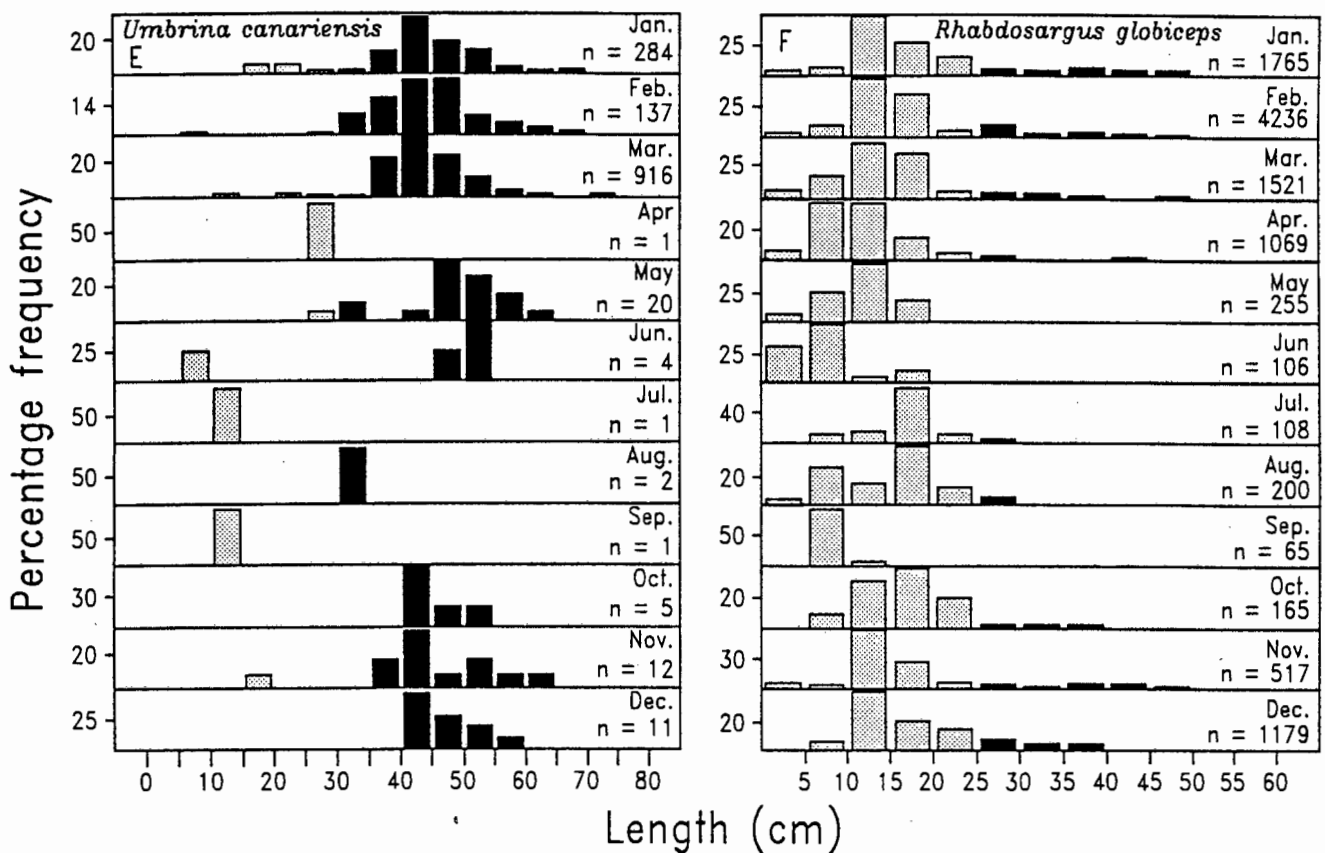 Percentage frequency
Umbrina canariensis
E
Jan.
20
n = 284
Feb.
14
n = 137
Mar.
20
n = 916
Apr
50
n = 1
May
20
n = 20
Jun.
25
n = 4
Jul.
50
n = 1
Aug.
50
n = 2
Sep.
50
n = 1
Oct.
30
n = 5
Nov.
20
n = 12
Dec.
25
n = 11
0 10 20 30 40 50 60 70 80
Rhabdosargus globiceps
F
Jan.
25
n = 1765
Feb.
25
n = 4236
Mar.
25
n = 1521
Apr.
20
n = 1069
May
25
n = 255
Jun
25
n = 106
Jul.
40
n = 108
Aug.
20
n = 200
Sep.
50
n = 65
Oct.
20
n = 165
Nov.
30
n = 517
Dec.
20
n = 1179
5 10 15 20 25 30 35 40 45 50 55 60
Length (cm)